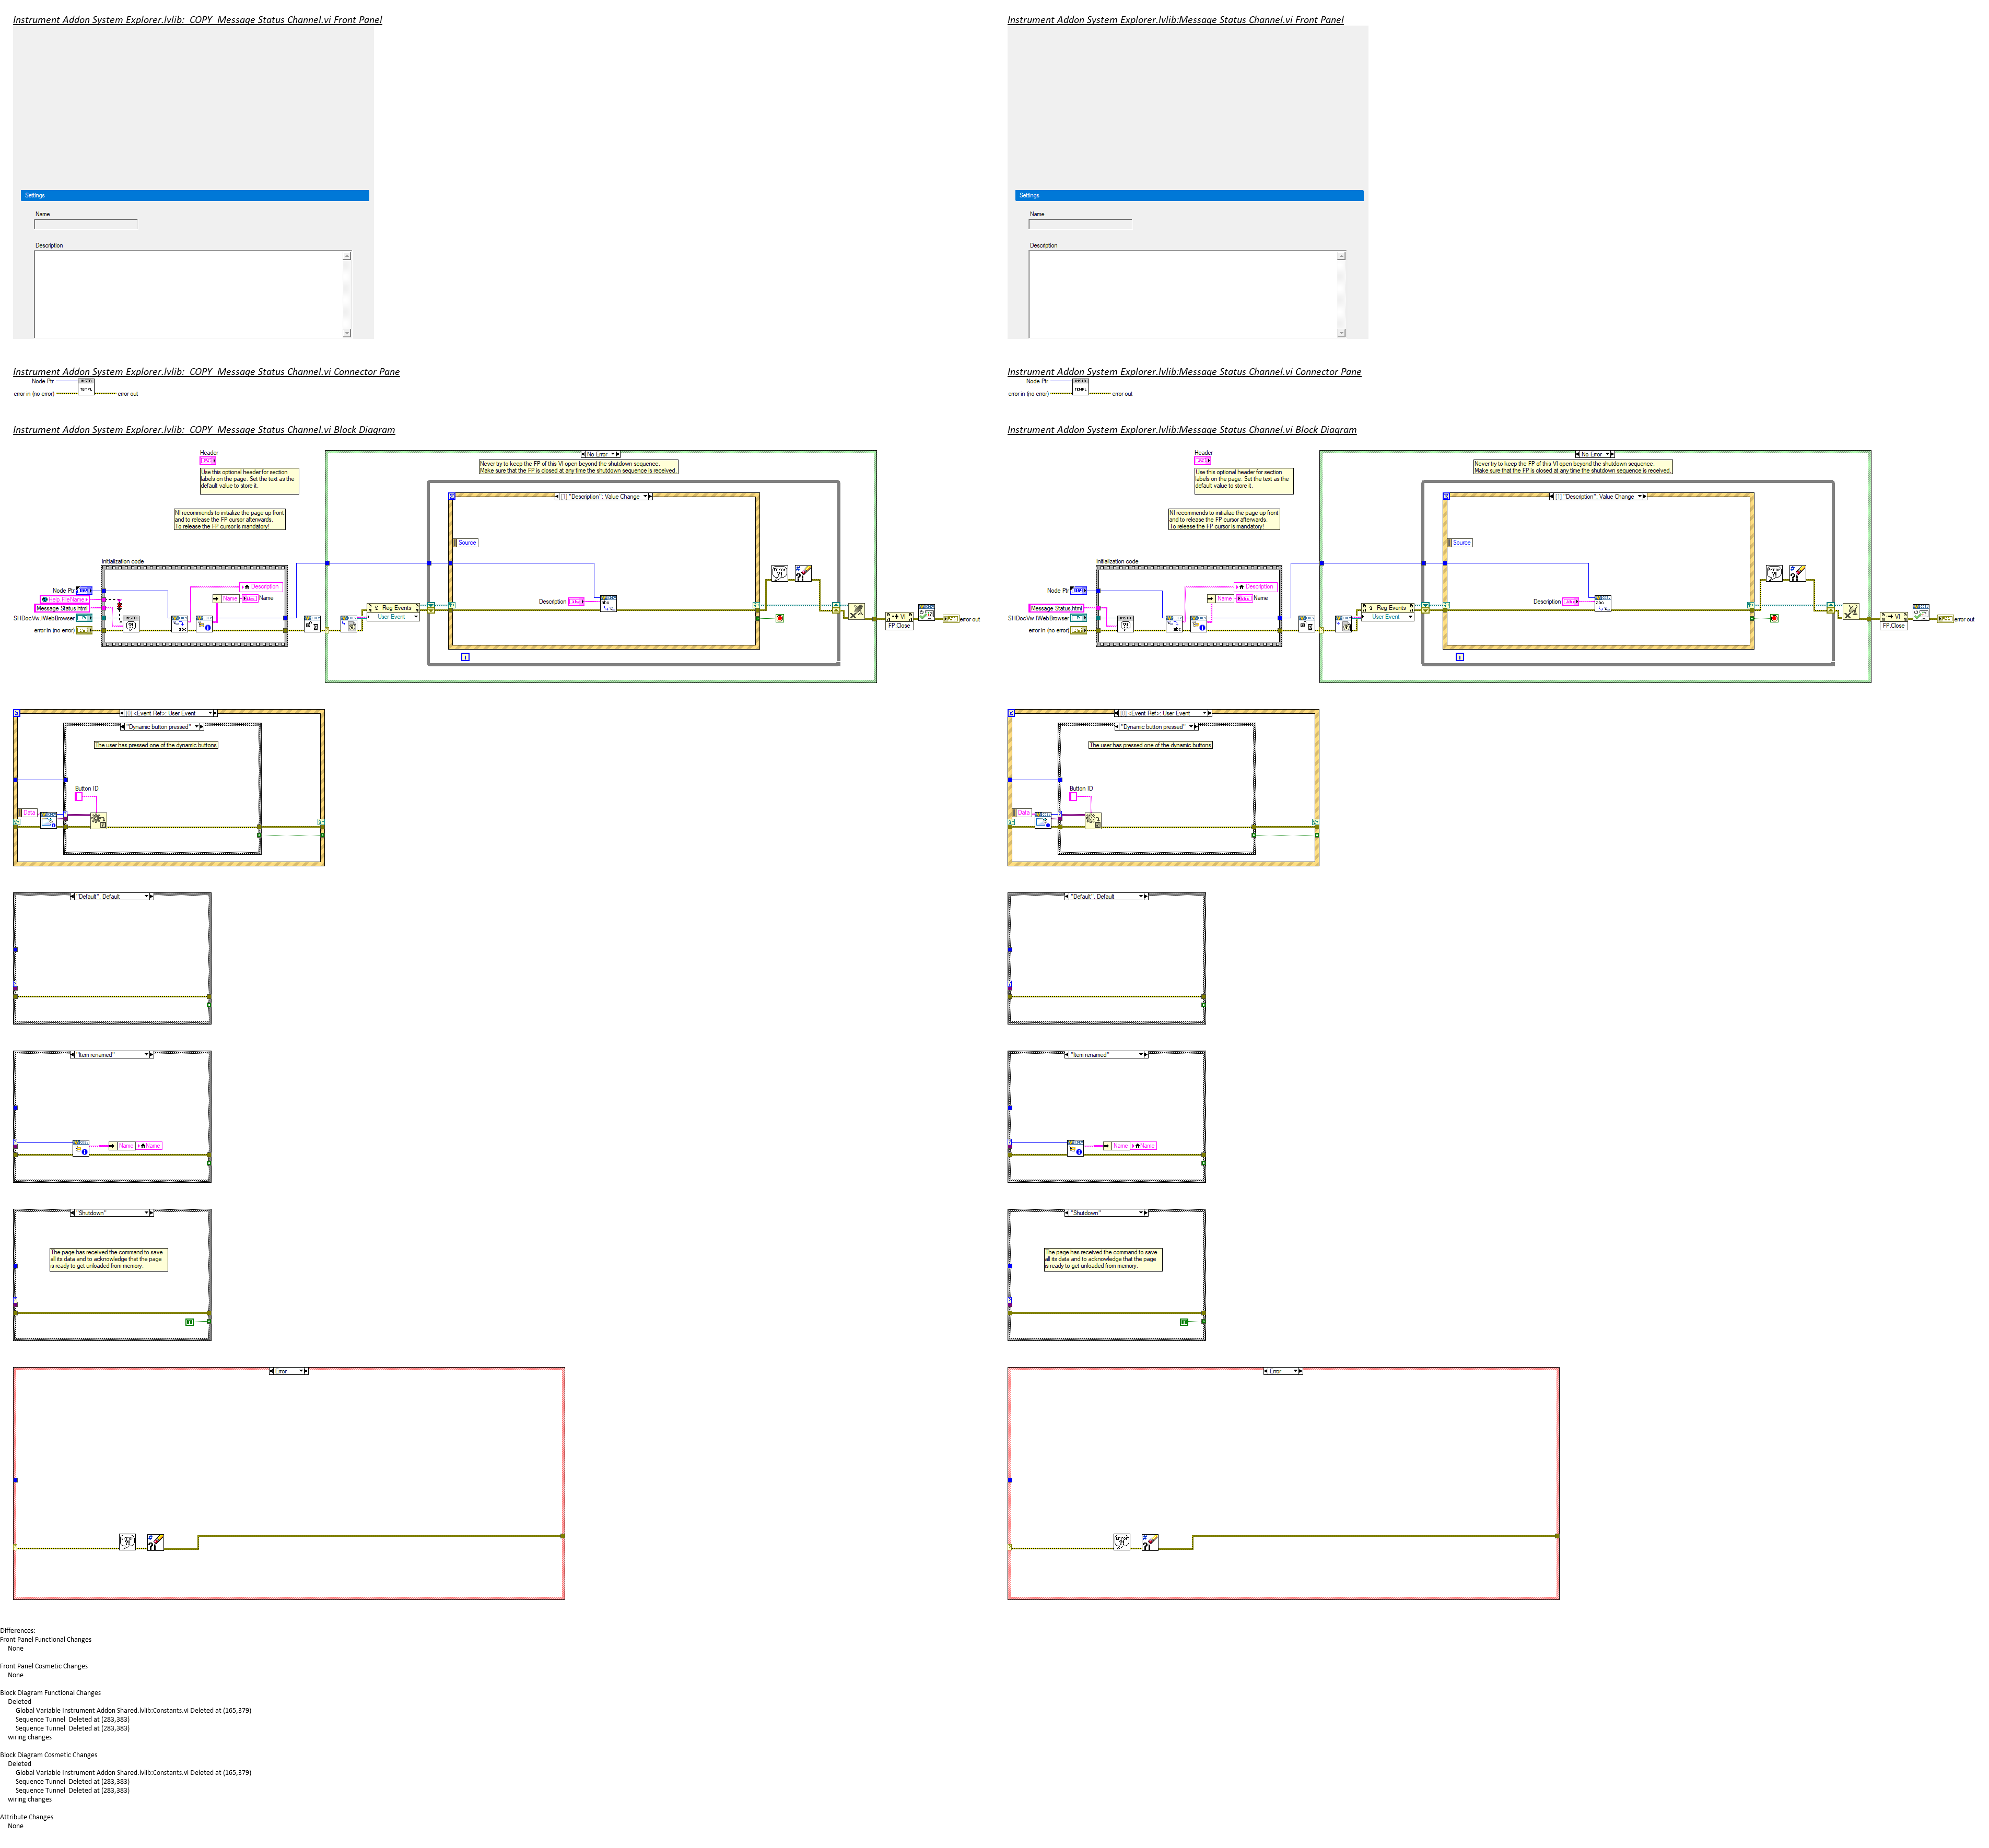 Instrument Addon System Explorer.lvlib:_COPY_Message Status Channel.vi Front Panel
Settings
Name
Description
Instrument Addon System Explorer.lvlib:_COPY_Message Status Channel.vi Connector Pane
Node Ptr
error in (no error)
error out
Instrument Addon System Explorer.lvlib:_COPY_Message Status Channel.vi Block Diagram
Header
Use this optional header for section
labels on the page. Set the text as the
default value to store it.
NI recommends to initialize the page up front
and to release the FP cursor afterwards.
To release the FP cursor is mandatory!
No Error
Never try to keep the FP of this VI open beyond the shutdown sequence.
Make sure that the FP is closed at any time the shutdown sequence is received.
[1] "Description": Value Change
Source
Initialization code
Node Ptr
Help FileName
Message Status.html
SHDocVw.IWebBrowser
error in (no error)
Description
Name
Name
Reg Events
User Event
Description
VI
FP.Close
error out
[0] <Event Ref>: User Event
"Dynamic button pressed"
The user has pressed one of the dynamic buttons
Button ID
Data
"Default", Default
"Item renamed"
Name
Name
"Shutdown"
The page has received the command to save
all its data and to acknowledge that the page
is ready to get unloaded from memory.
Error
Differences:
Front Panel Functional Changes
None
Front Panel Cosmetic Changes
None
Block Diagram Functional Changes
Deleted
Global Variable Instrument Addon Shared.lvlib:Constants.vi Deleted at (165,379)
Sequence Tunnel  Deleted at (283,383)
Sequence Tunnel  Deleted at (283,383)
wiring changes
Block Diagram Cosmetic Changes
Deleted
Global Variable Instrument Addon Shared.lvlib:Constants.vi Deleted at (165,379)
Sequence Tunnel  Deleted at (283,383)
Sequence Tunnel  Deleted at (283,383)
wiring changes
Attribute Changes
None
Instrument Addon System Explorer.lvlib:Message Status Channel.vi Front Panel
Settings
Name
Description
Instrument Addon System Explorer.lvlib:Message Status Channel.vi Connector Pane
Node Ptr
error in (no error)
error out
Instrument Addon System Explorer.lvlib:Message Status Channel.vi Block Diagram
Header
Use this optional header for section
labels on the page. Set the text as the
default value to store it.
NI recommends to initialize the page up front
and to release the FP cursor afterwards.
To release the FP cursor is mandatory!
No Error
Never try to keep the FP of this VI open beyond the shutdown sequence.
Make sure that the FP is closed at any time the shutdown sequence is received.
[1] "Description": Value Change
Source
Initialization code
Node Ptr
Message Status.html
SHDocVw.IWebBrowser
error in (no error)
Description
Name
Name
Reg Events
User Event
Description
VI
FP.Close
error out
[0] <Event Ref>: User Event
"Dynamic button pressed"
The user has pressed one of the dynamic buttons
Button ID
Data
"Default", Default
"Item renamed"
Name
Name
"Shutdown"
The page has received the command to save
all its data and to acknowledge that the page
is ready to get unloaded from memory.
Error